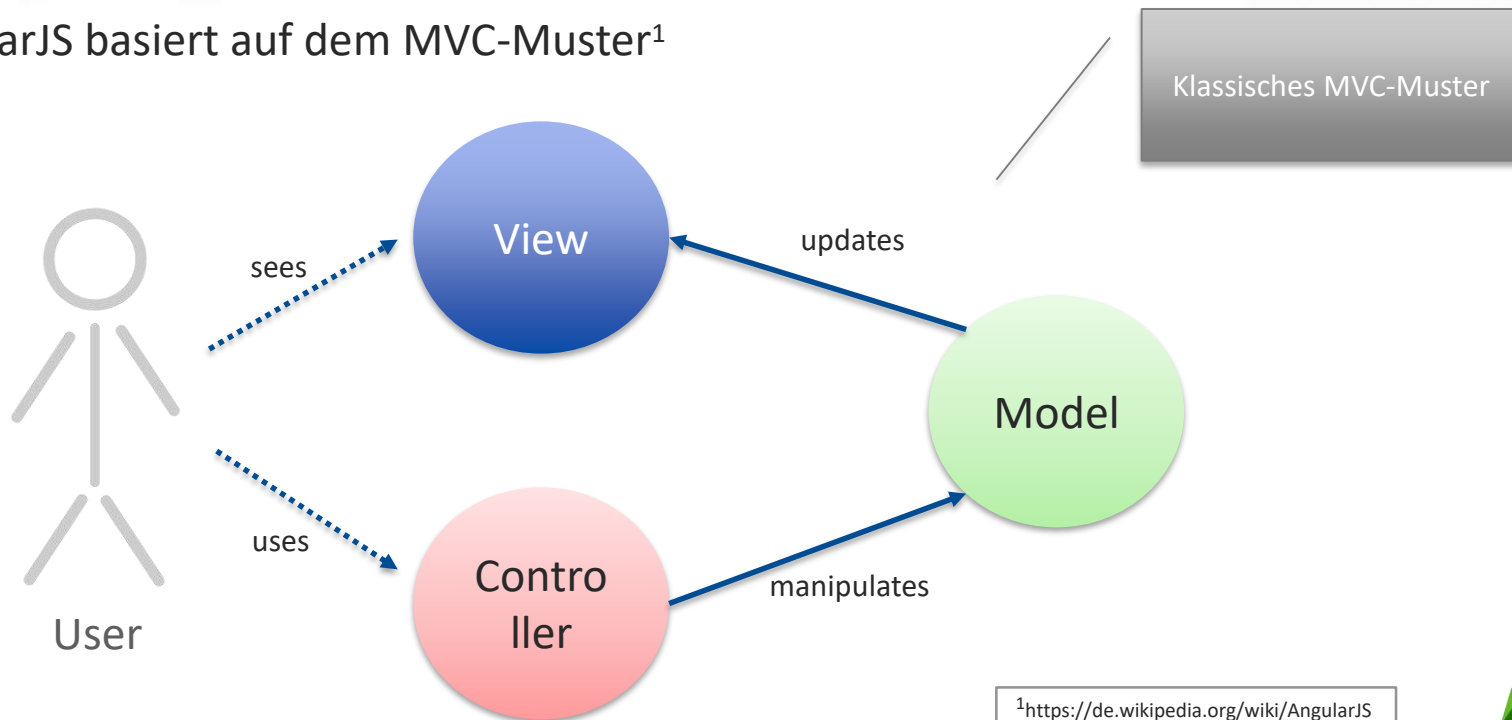 arJS basiert auf dem MVC-Muster¹
Klassisches MVC-Muster
View
updates
sees
Model
uses
Contro
ller
manipulates
User
¹https://de.wikipedia.org/wiki/AngularJS